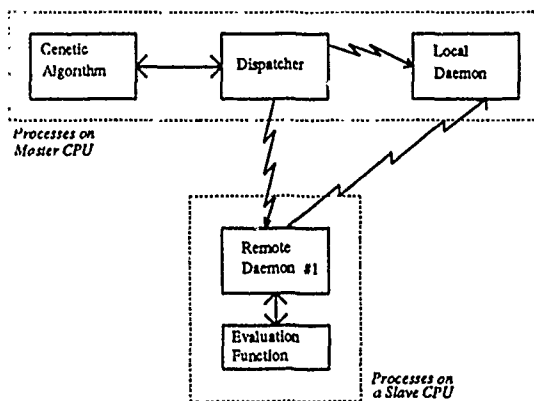 Genetic
Algorithm
Dispatcher
Local
Daemon
Processes on
Master CPU
Remote
Daemon #1
Evaluation
Function
Processes on
a Slave CPU